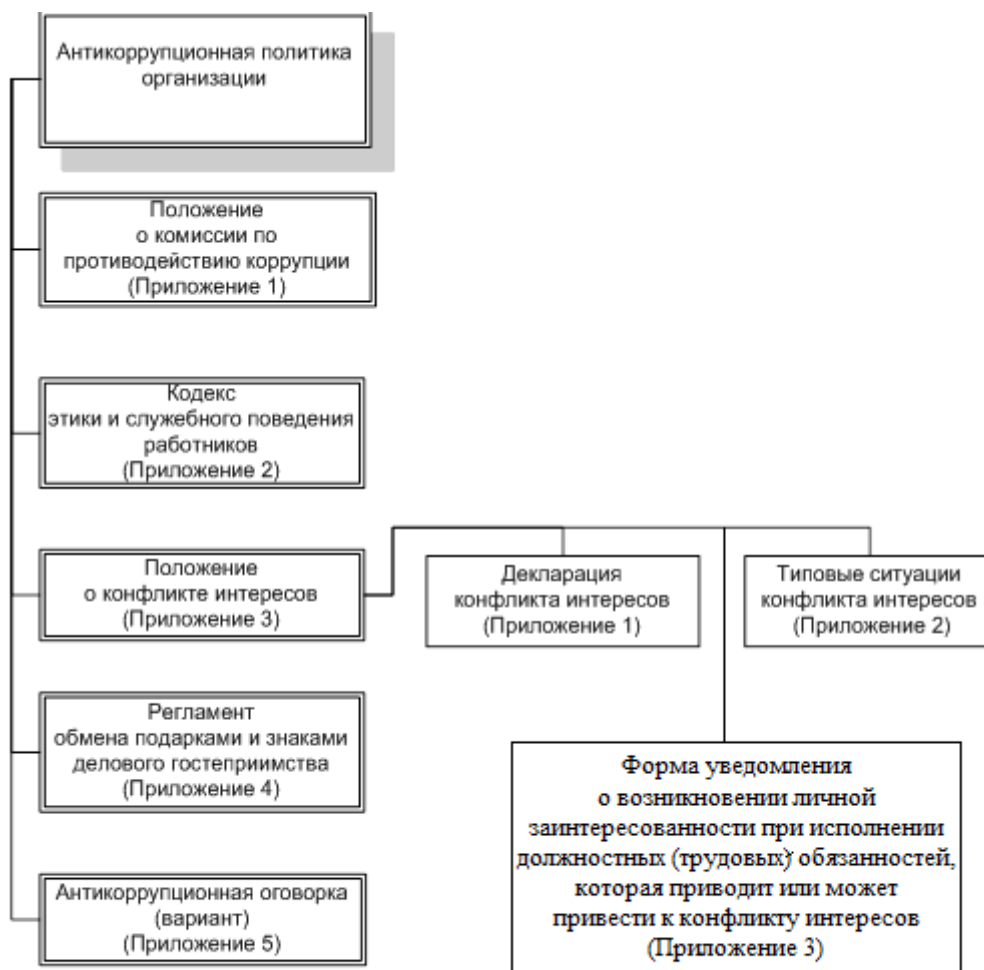 Антикоррупционная политика
организации
Положение
о комиссии по
противодействию коррупции
(Приложение 1)
Кодекс
этики и служебного поведения
работников
(Приложение 2)
Положение
о конфликте интересов
(Приложение 3)
Декларация
конфликта интересов
(Приложение 1)
Типовые ситуации
конфликта интересов
(Приложение 2)
Регламент
обмена подарками и знаками
делового гостеприимства
(Приложение 4)
Форма уведомления
о возникновении личной
заинтересованности при исполнении
должностных (трудовых) обязанностей,
которая приводит или может
привести к конфликту интересов
(Приложение 3)
Антикоррупционная оговорка
(вариант)
(Приложение 5)